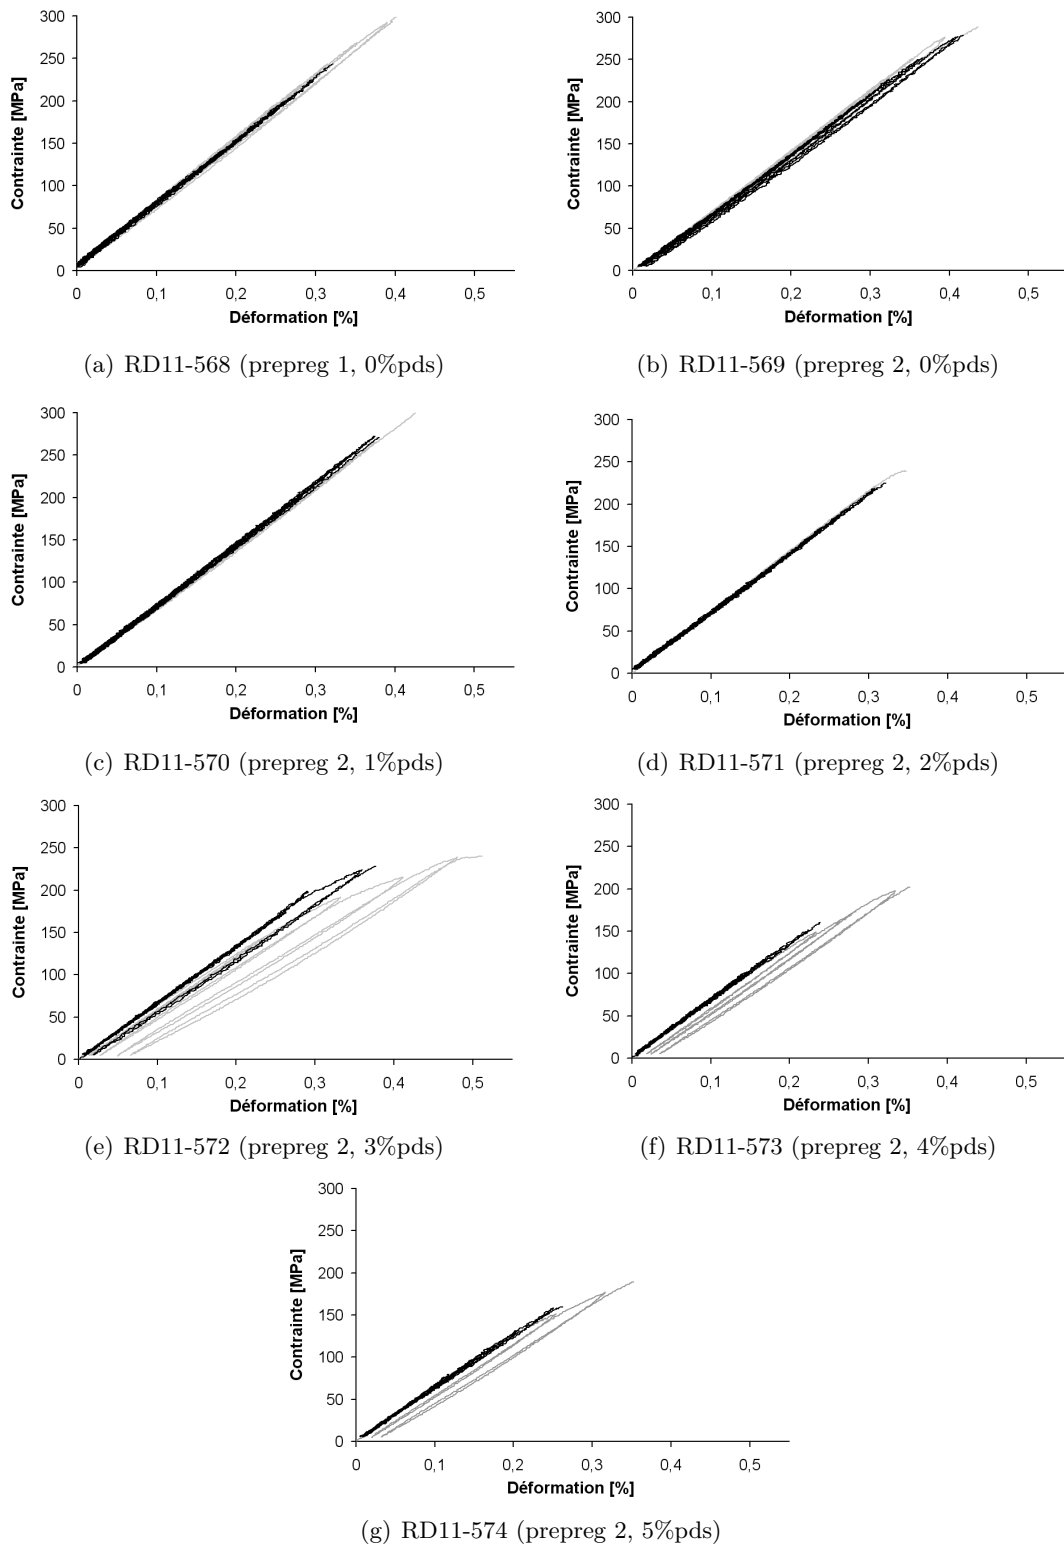 300
250
200
150
100
50
0
Contrainte [MPa]
0 0,1 0,2 0,3 0,4 0,5
Déformation [%]
(a) RD11-568 (prepreg 1, 0%pds)
300
250
200
150
100
50
0
Contrainte [MPa]
0 0,1 0,2 0,3 0,4 0,5
Déformation [%]
(b) RD11-569 (prepreg 2, 0%pds)
300
250
200
150
100
50
0
Contrainte [MPa]
0 0,1 0,2 0,3 0,4 0,5
Déformation [%]
(c) RD11-570 (prepreg 2, 1%pds)
300
250
200
150
100
50
0
Contrainte [MPa]
0 0,1 0,2 0,3 0,4 0,5
Déformation [%]
(d) RD11-571 (prepreg 2, 2%pds)
300
250
200
150
100
50
0
Contrainte [MPa]
0 0,1 0,2 0,3 0,4 0,5
Déformation [%]
(e) RD11-572 (prepreg 2, 3%pds)
300
250
200
150
100
50
0
Contrainte [MPa]
0 0,1 0,2 0,3 0,4 0,5
Déformation [%]
(f) RD11-573 (prepreg 2, 4%pds)
300
250
200
150
100
50
0
Contrainte [MPa]
0 0,1 0,2 0,3 0,4 0,5
Déformation [%]
(g) RD11-574 (prepreg 2, 5%pds)